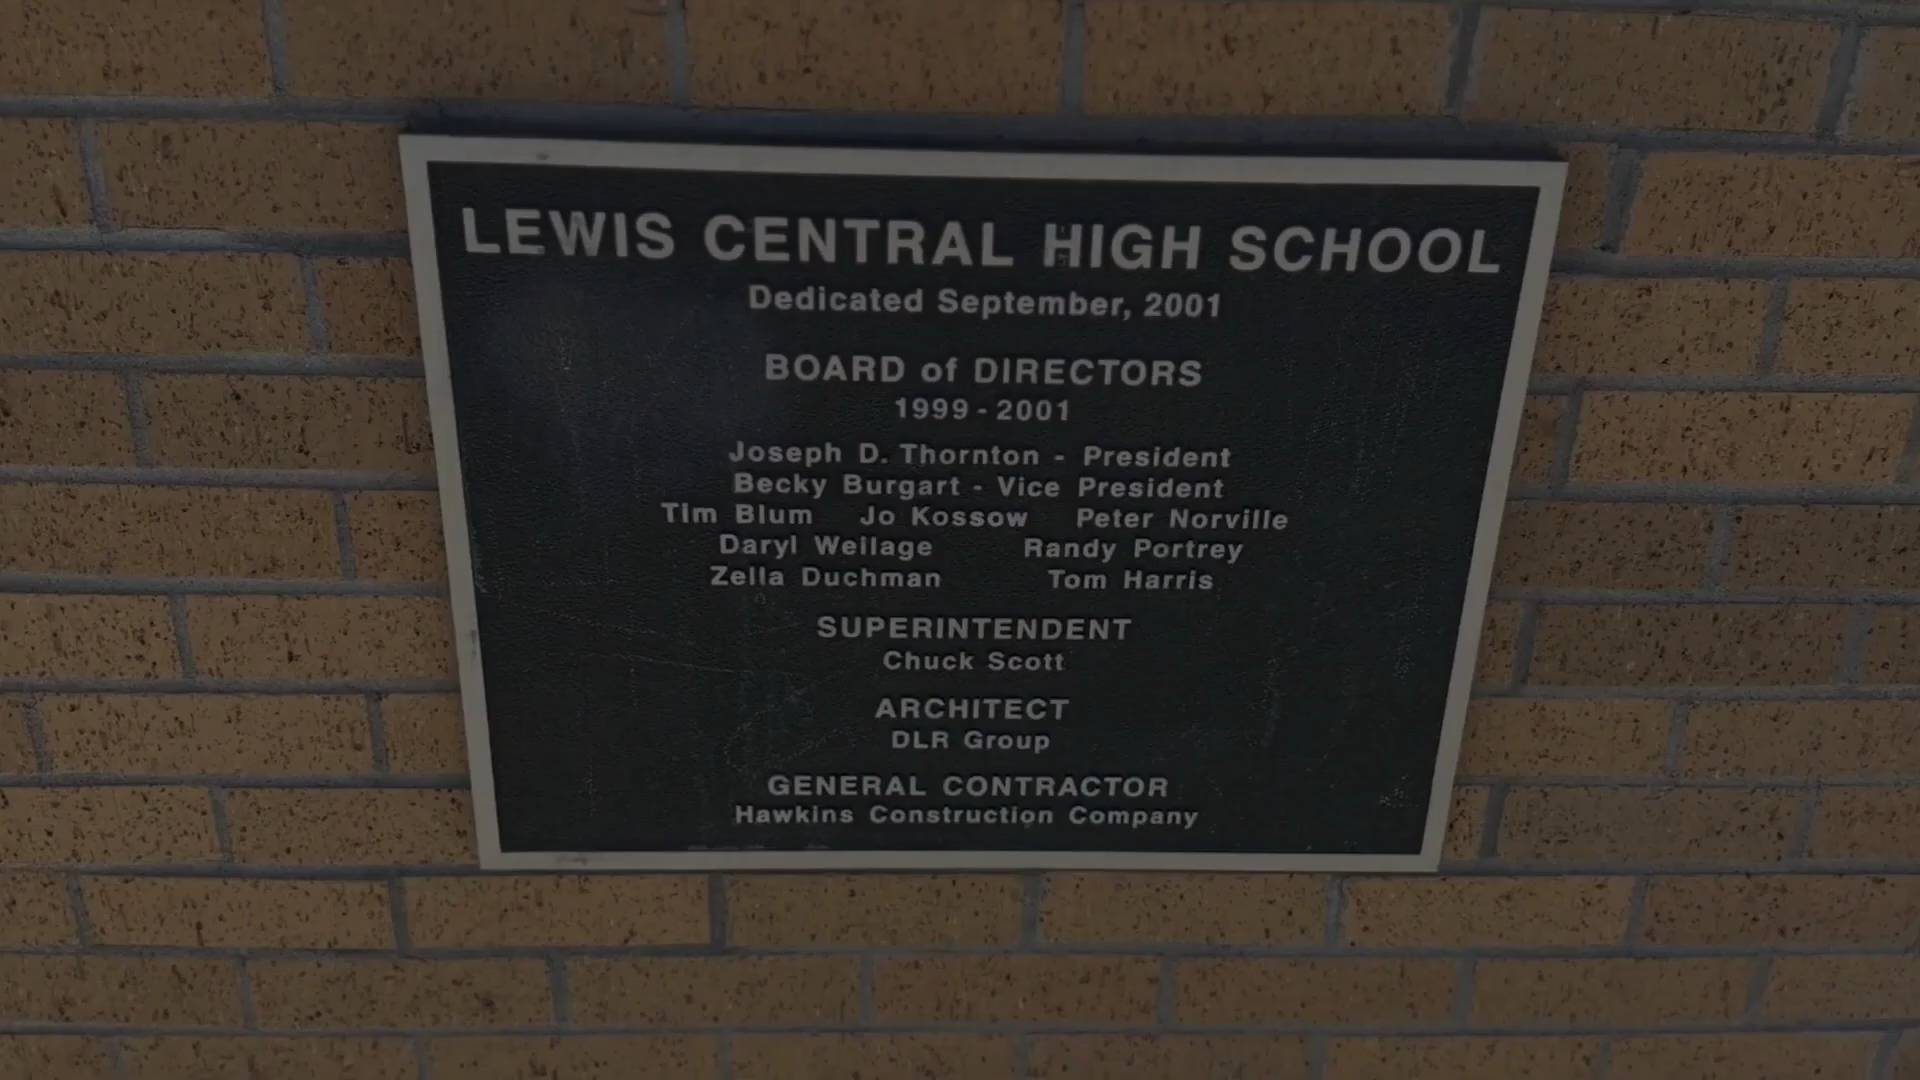 LEWIS CENTRAL HIGH SCHOOL
Dedicated September, 2001
BOARD of DIRECTORS
1999 - 2001
Joseph D. Thornton - President
Becky Burgart - Vice President
Tim Blum Jo Kossow Peter Norville
Daryl Weilage Randy Portrey
Zella Duchman Tom Harris
SUPERINTENDENT
Chuck Scott
ARCHITECT
DLR Group
GENERAL CONTRACTOR
Hawkins Construction Company